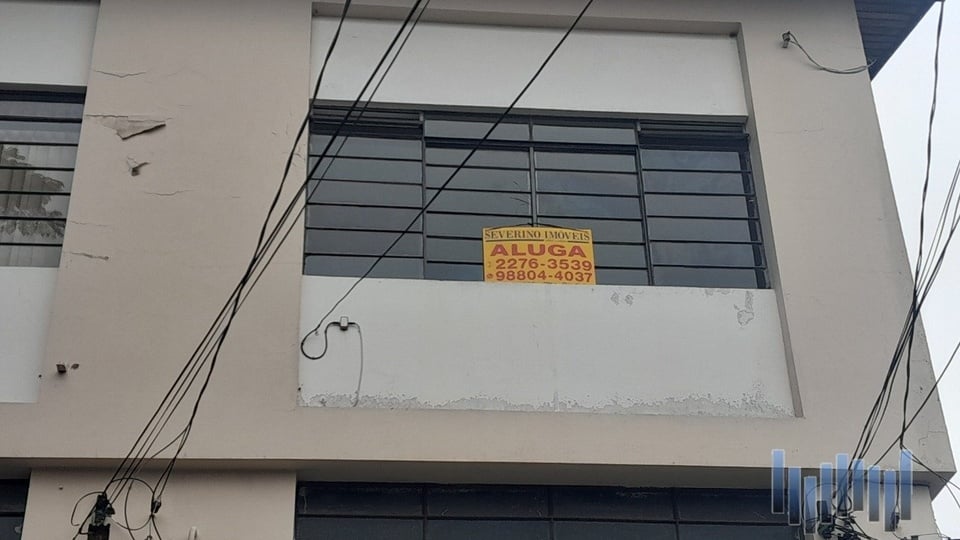 SEVERINO IMÓVEIS
ALUGA
2276-3539
98804-4037